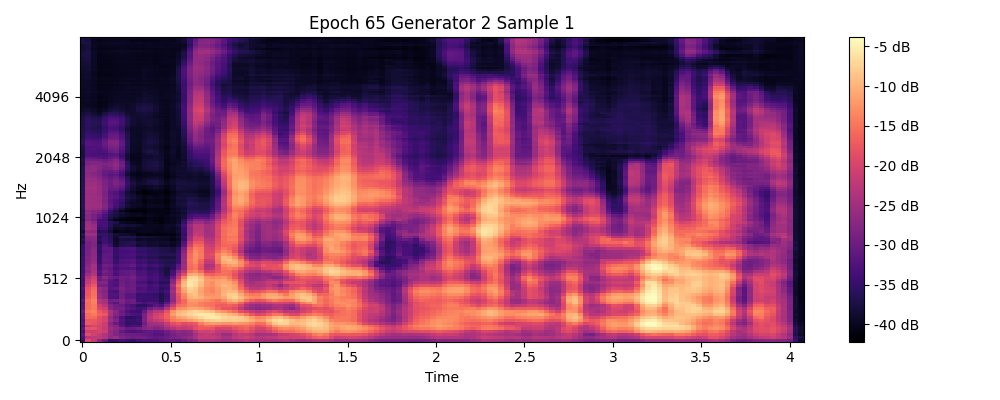 Epoch 65 Generator 2 Sample 1
Hz
4096
2048
1024
512
0
0 0.5 1 1.5 2 2.5 3 3.5 4
Time
-5 dB
-10 dB
-15 dB
-20 dB
-25 dB
-30 dB
-35 dB
-40 dB